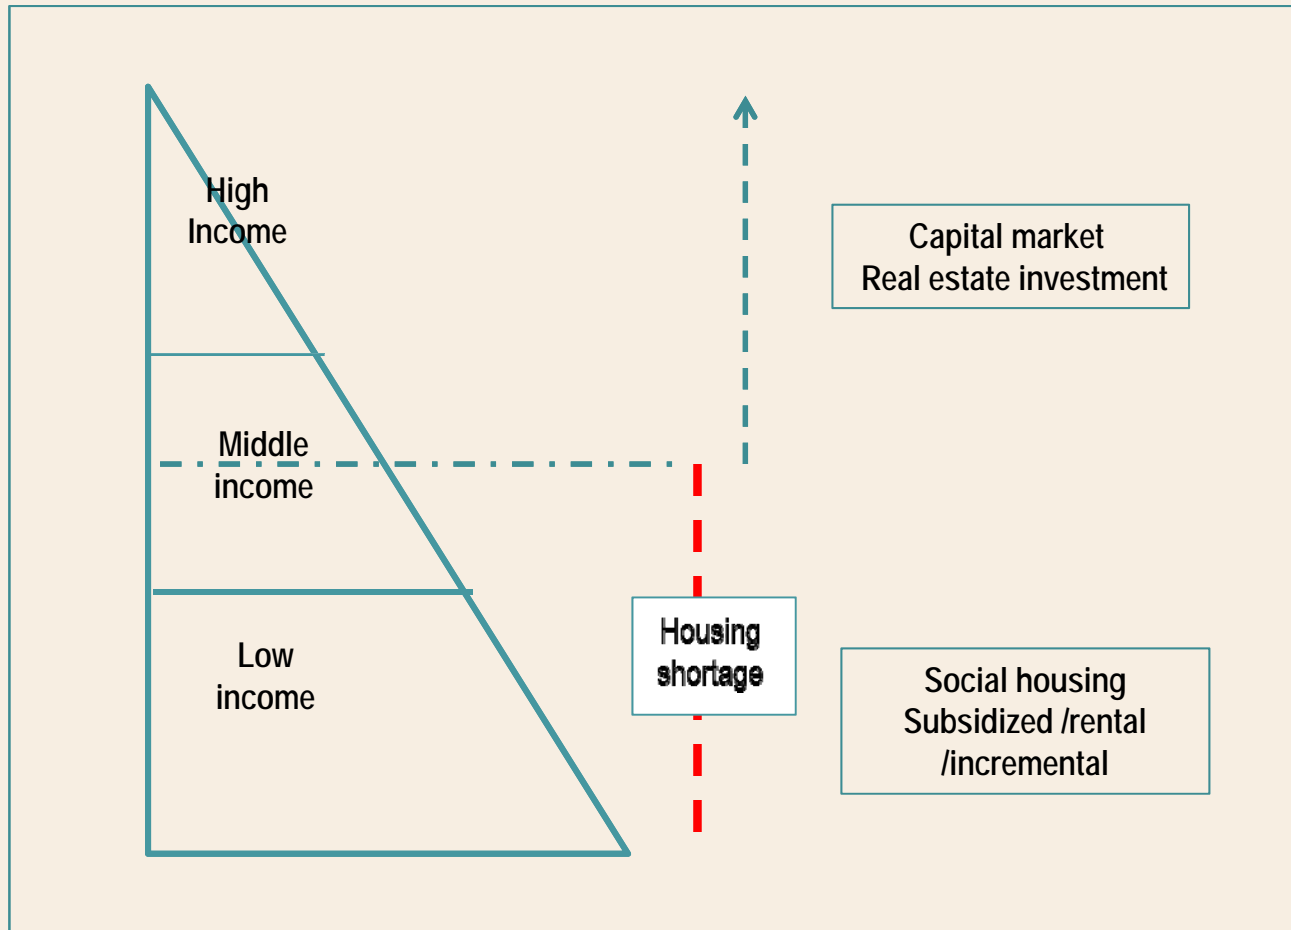 High
Income
Capital market
Real estate investment
Middle
income
Housing
shortage
Low
income
Social housing
Subsidized /rental
/incremental